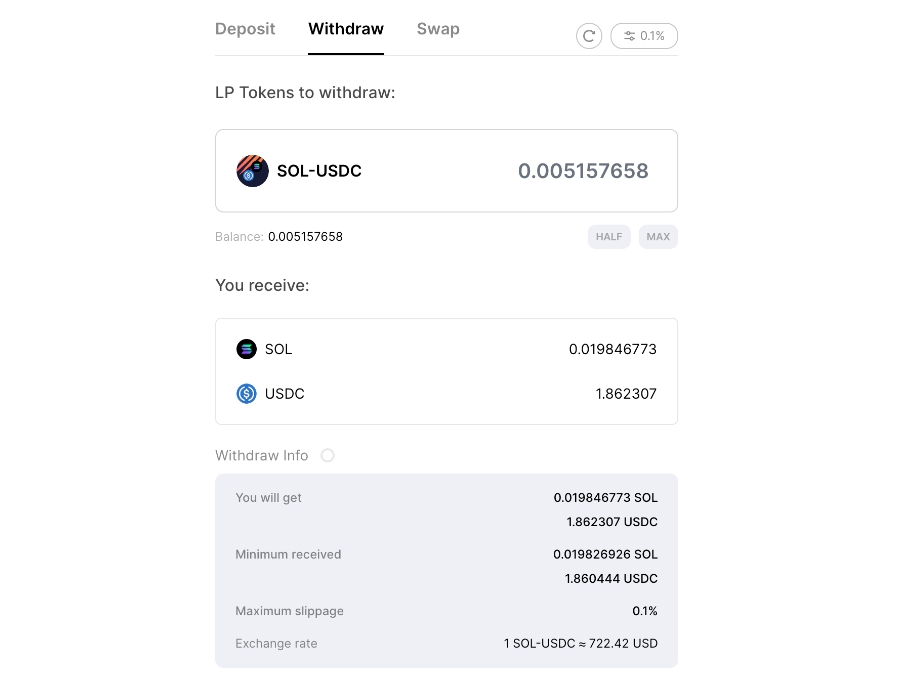 Deposit Withdraw Swap 0.1%
LP Tokens to withdraw:
SOL-USDC 0.005157658
Balance: 0.005157658 HALF MAX
You receive:
SOL 0.019846773
USDC 1.862307
Withdraw Info
You will get 0.019846773 SOL
1.862307 USDC
Minimum received 0.019826926 SOL
1.860444 USDC
Maximum slippage 0.1%
Exchange rate 1 SOL-USDC ≈ 722.42 USD